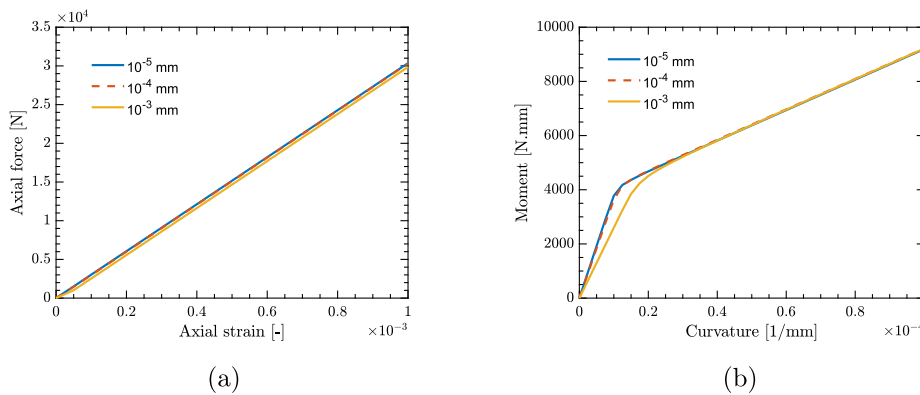 ×10⁴
3.5
3
2.5
2
1.5
1
0.5
0
Axial force [N]
10⁻⁵ mm
10⁻⁴ mm
10⁻³ mm
0 0.2 0.4 0.6 0.8 1
Axial strain [-]
×10⁻³
(a)
10000
8000
6000
4000
2000
0
Moment [N.mm]
10⁻⁵ mm
10⁻⁴ mm
10⁻³ mm
0 0.2 0.4 0.6 0.8
Curvature [1/mm]
×10⁻
(b)